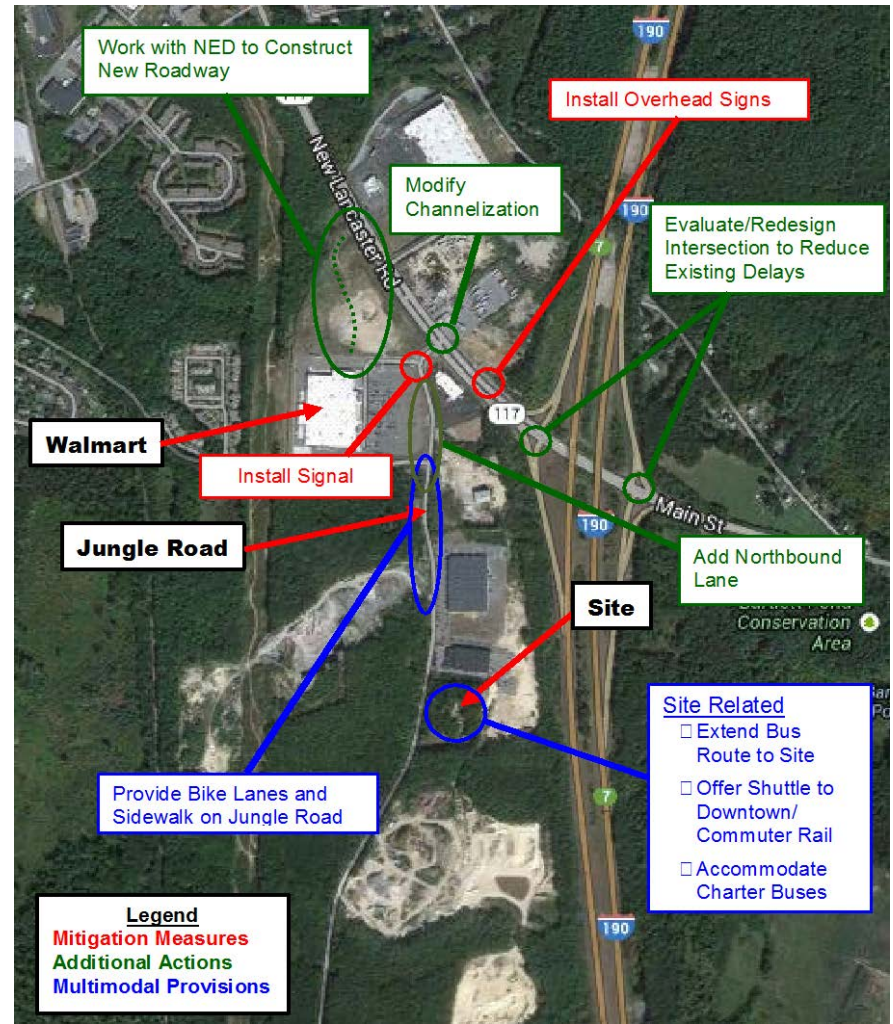 Work with NED to Construct
New Roadway
190
Install Overhead Signs
New Lancaster Rd
Modify
Channelization
190
Evaluate/Redesign
Intersection to Reduce
Existing Delays
7
117
Walmart
Install Signal
Main St
190
Jungle Road
Add Northbound
Lane
Site
Conservation
Area
Site Related
Extend Bus
Route to Site
Offer Shuttle to
Downtown/
Commuter Rail
Accommodate
Charter Buses
Provide Bike Lanes and
Sidewalk on Jungle Road
7
Legend
Mitigation Measures
Additional Actions
Multimodal Provisions
190